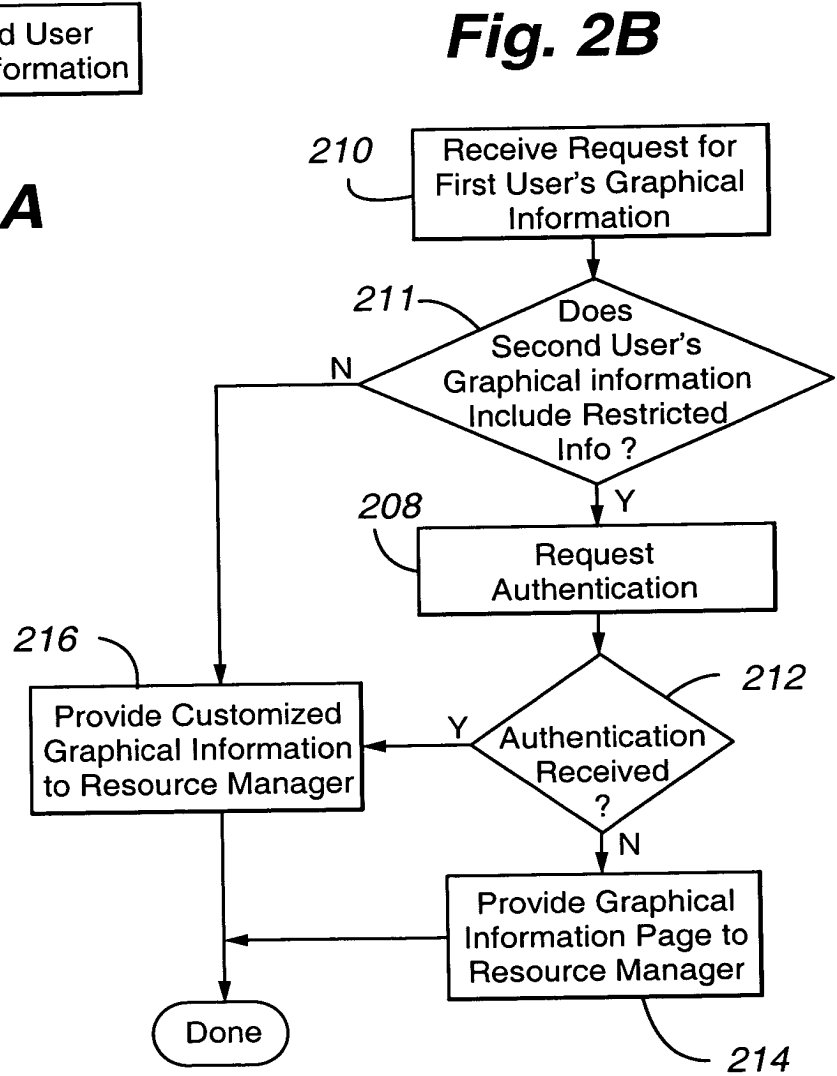 d User
formation
A
Fig. 2B
210
Receive Request for
First User's Graphical
Information
211
Does
Second User's
Graphical information
Include Restricted
Info ?
N
Y
208
Request
Authentication
216
Provide Customized
Graphical Information
to Resource Manager
212
Y
Authentication
Received
?
N
Provide Graphical
Information Page to
Resource Manager
Done
214